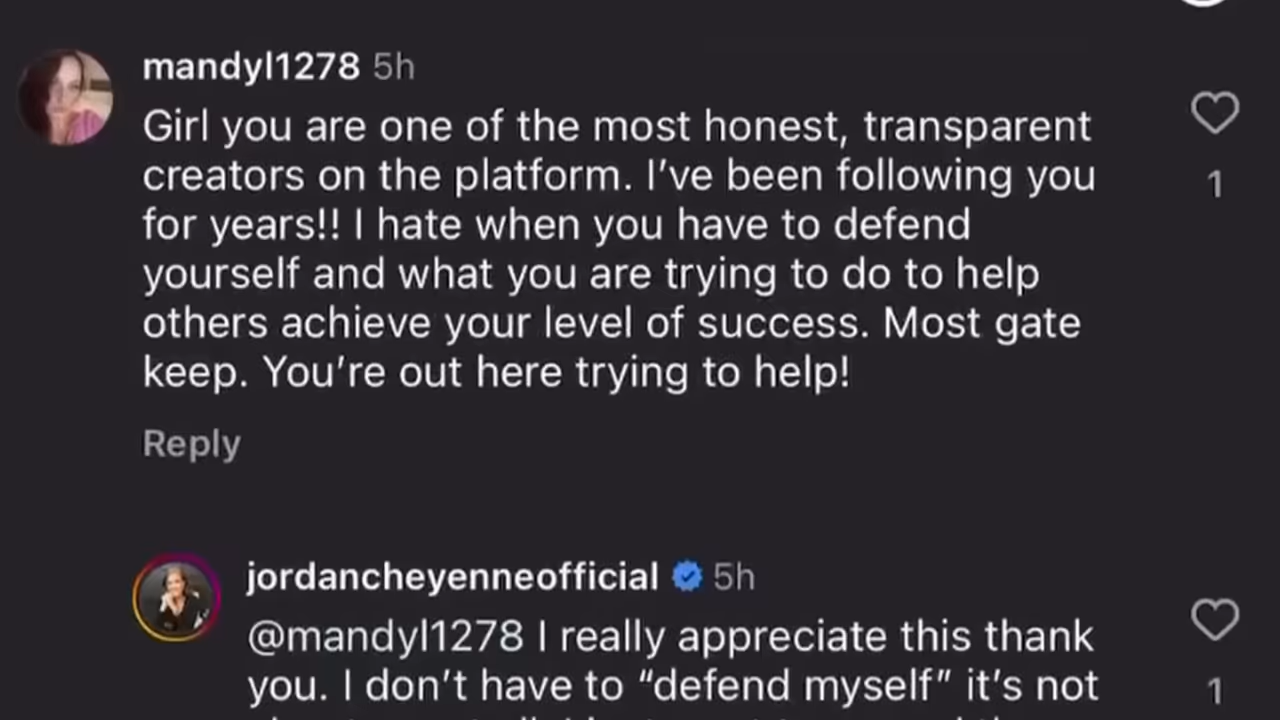 mandyl1278 5h
Girl you are one of the most honest, transparent
creators on the platform. I've been following you
for years!! I hate when you have to defend
yourself and what you are trying to do to help
others achieve your level of success. Most gate
keep. You're out here trying to help!
1
Reply
jordancheyenneofficial 5h
@mandyl1278 I really appreciate this thank
you. I don't have to “defend myself” it's not
1